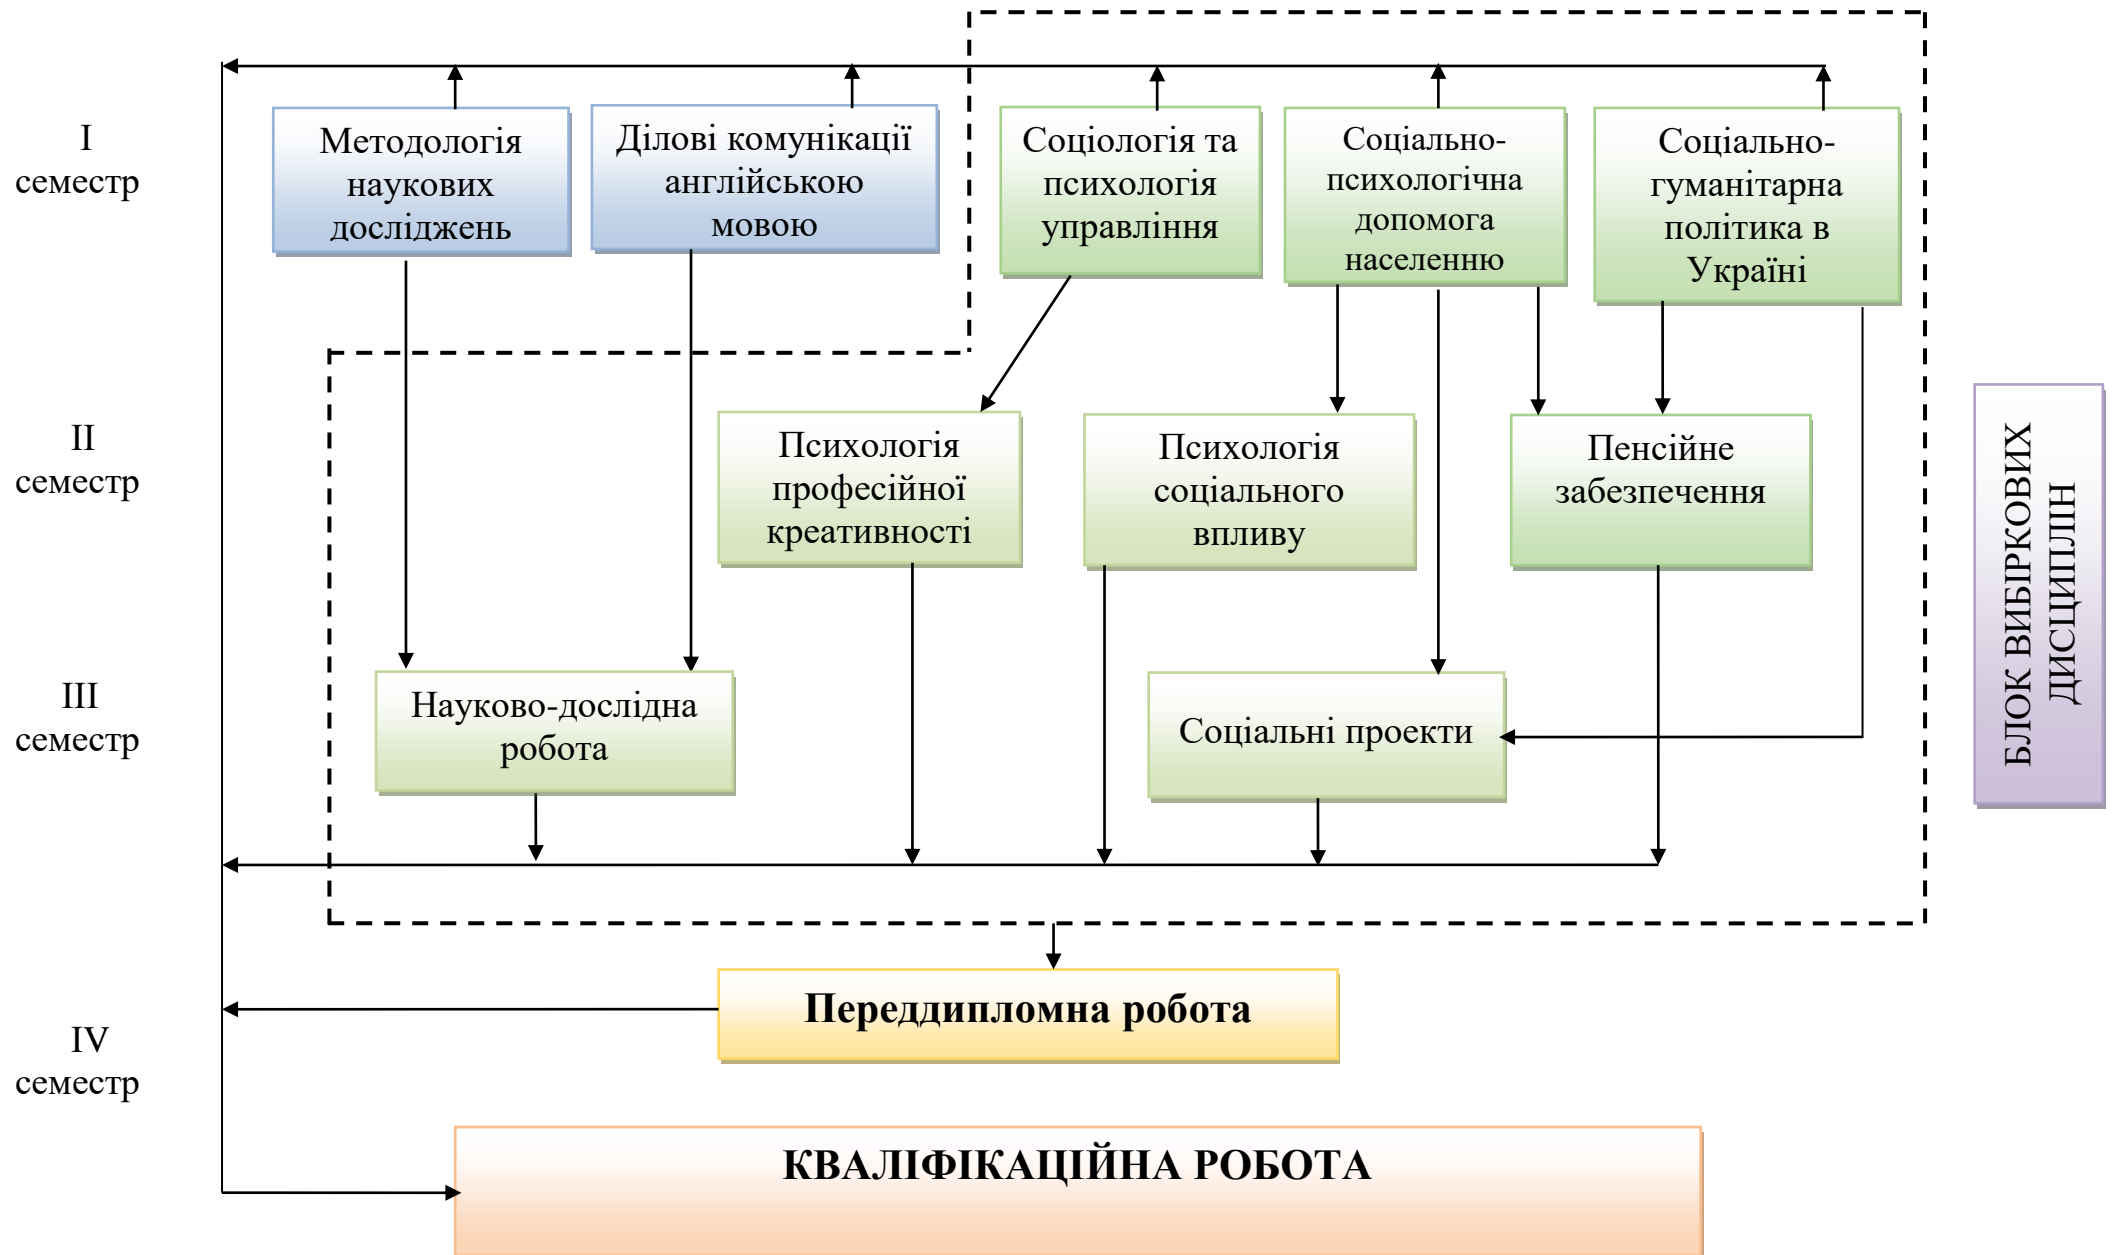 I
семестр
Методологія
наукових
досліджень
Ділові комунікації
англійською
мовою
Соціологія та
психологія
управління
Соціально-
психологічна
допомога
населенню
Соціально-
гуманітарна
політика в
Україні
II
семестр
Психологія
професійної
креативності
Психологія
соціального
впливу
Пенсійне
забезпечення
БЛОК ВИБІРКОВИХ
ДИСЦИПЛІН
III
семестр
Науково-дослідна
робота
Соціальні проекти
IV
семестр
Переддипломна робота
КВАЛІФІКАЦІЙНА РОБОТА